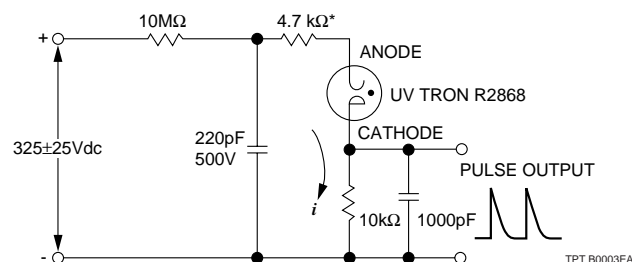 10MΩ
4.7 kΩ*
+
ANODE
UV TRON R2868
CATHODE
325±25Vdc
220pF
500V
PULSE OUTPUT
i
10kΩ
1000pF
-
TPT B0003EA